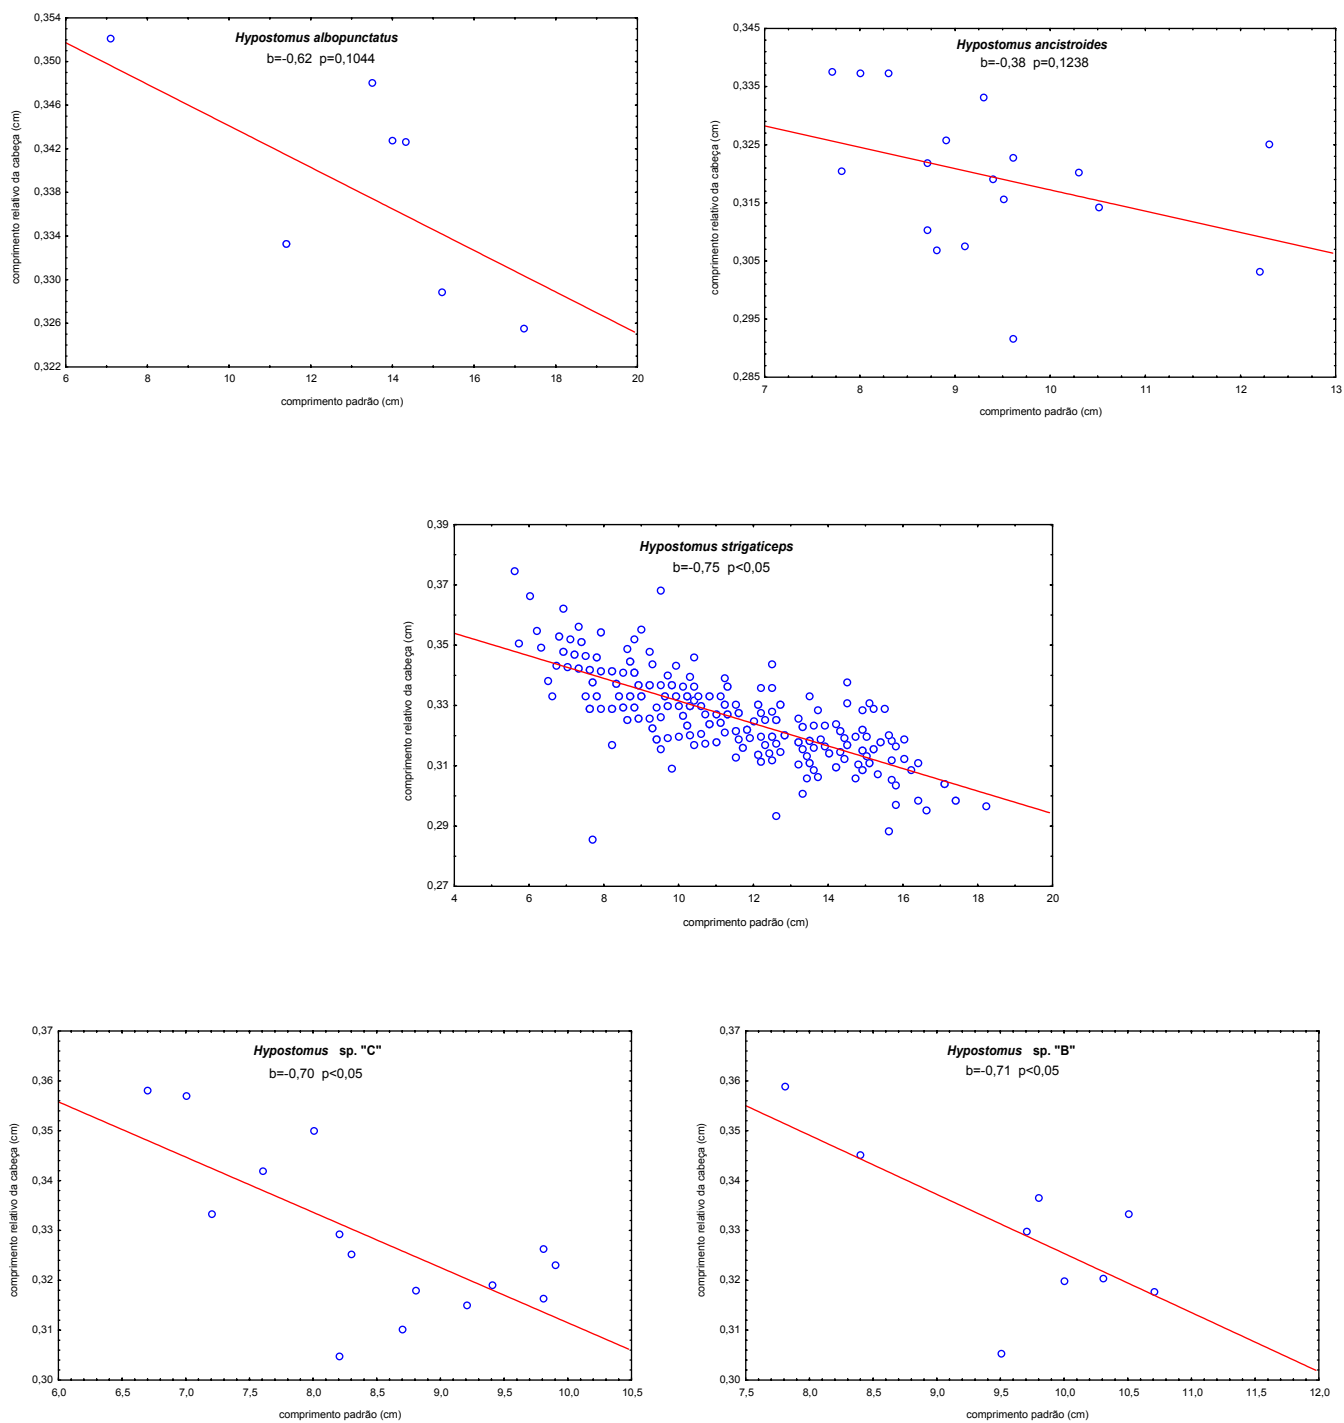 Hypostomus albopunctatus
b=-0,62 p=0,1044
comprimento relativo da cabeça (cm)
0,354
0,350
0,346
0,342
0,338
0,334
0,330
0,326
0,322
6 8 10 12 14 16 18 20
comprimento padrão (cm)
Hypostomus ancistroides
b=-0,38 p=0,1238
comprimento relativo da cabeça (cm)
0,345
0,335
0,325
0,315
0,305
0,295
0,285
7 8 9 10 11 12 13
comprimento padrão (cm)
Hypostomus strigaticeps
b=-0,75 p<0,05
comprimento relativo da cabeça (cm)
0,39
0,37
0,35
0,33
0,31
0,29
0,27
4 6 8 10 12 14 16 18 20
comprimento padrão (cm)
Hypostomus sp. "C"
b=-0,70 p<0,05
comprimento relativo da cabeça (cm)
0,37
0,36
0,35
0,34
0,33
0,32
0,31
0,30
6,0 6,5 7,0 7,5 8,0 8,5 9,0 9,5 10,0 10,5
comprimento padrão (cm)
Hypostomus sp. "B"
b=-0,71 p<0,05
comprimento relativo da cabeça (cm)
0,37
0,36
0,35
0,34
0,33
0,32
0,31
0,30
7,5 8,0 8,5 9,0 9,5 10,0 10,5 11,0 11,5 12,0
comprimento padrão (cm)